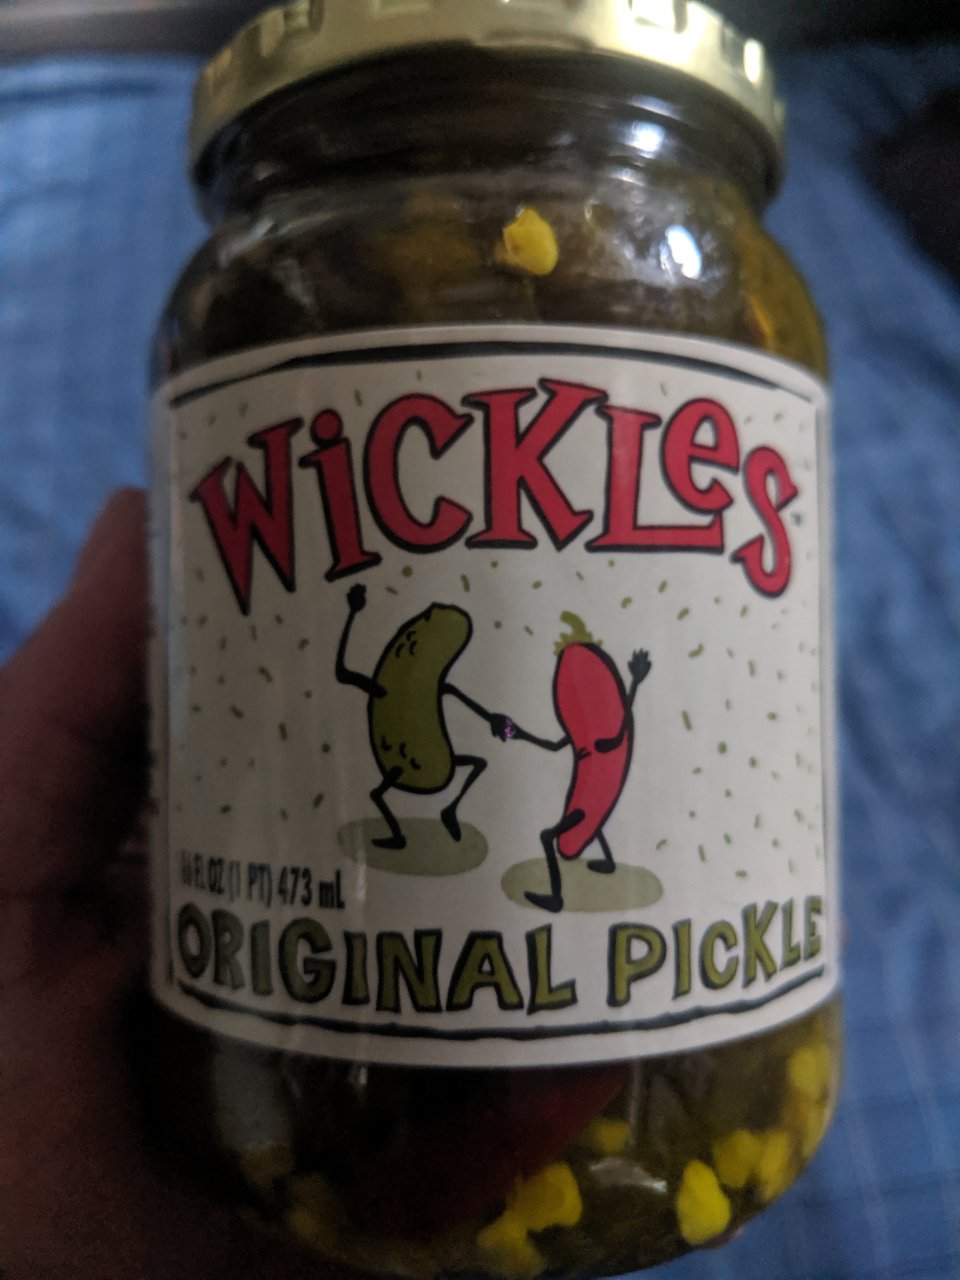 WiCKLeS
16 FL OZ (1 PT) 473 mL
ORIGINAL PICKLE